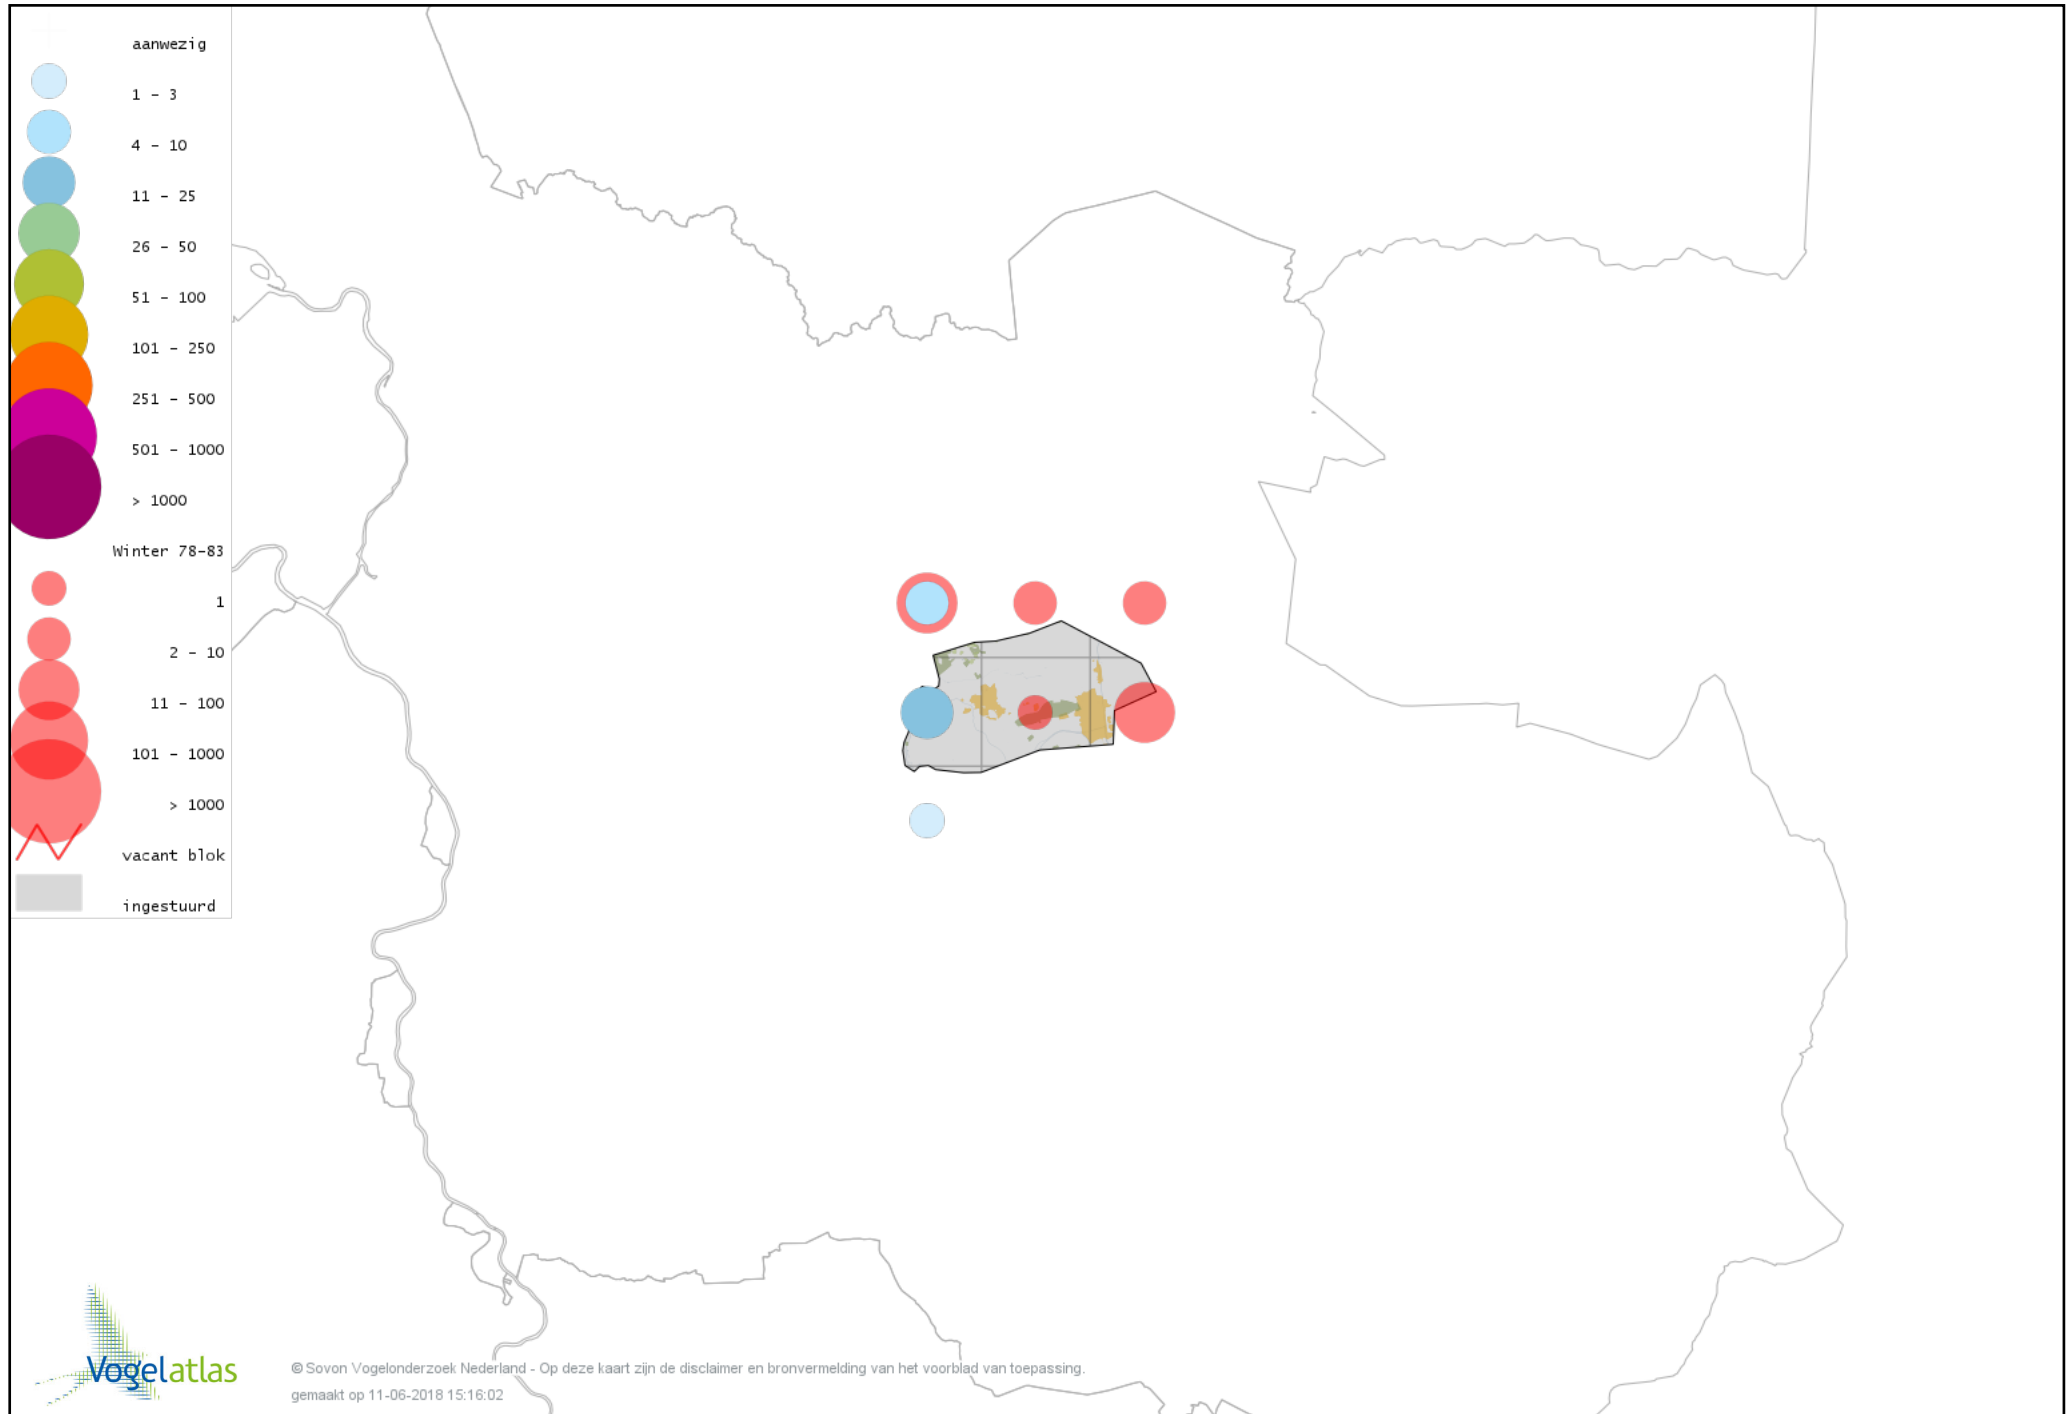 aanwezig
1 - 3
4 - 10
11 - 25
26 - 50
51 - 100
101 - 250
251 - 500
501 - 1000
> 1000
Winter 78-83
1
2 - 10
11 - 100
101 - 1000
> 1000
vacant blok
ingestuurd
Vogelatlas
© Sovon Vogelonderzoek Nederland - Op deze kaart zijn de disclaimer en bronvermelding van het voorblad van toepassing.
gemaakt op 11-06-2018 15:16:02